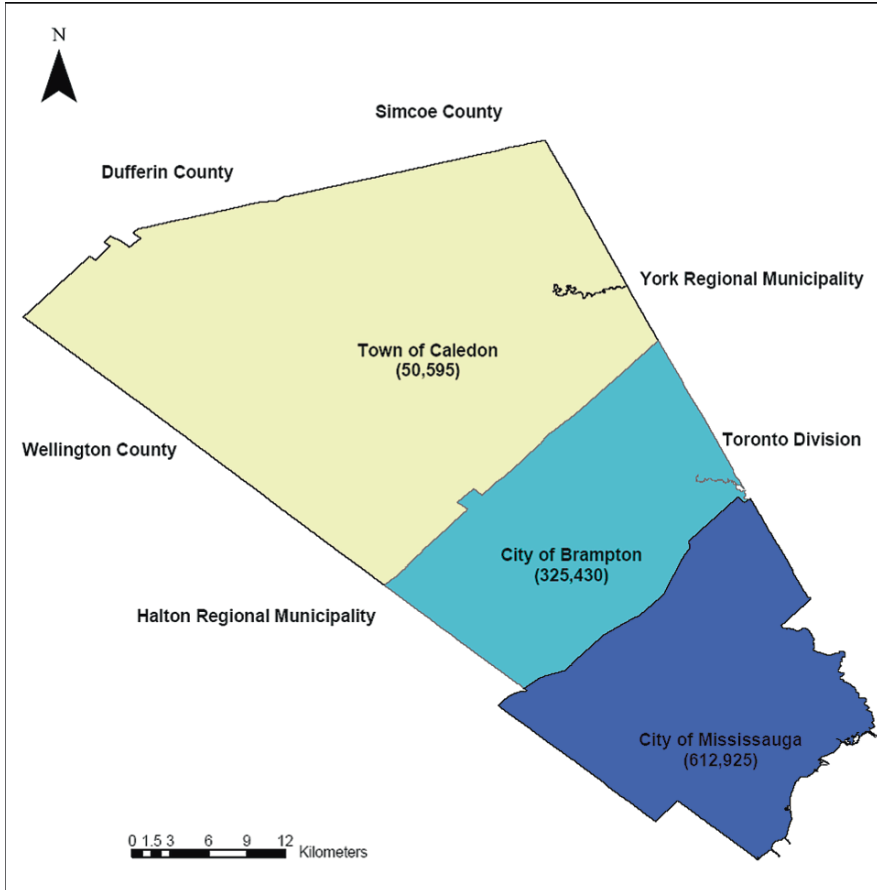 N
Simcoe County
Dufferin County
York Regional Municipality
Town of Caledon
(50,595)
Toronto Division
Wellington County
City of Brampton
(325,430)
Halton Regional Municipality
City of Mississauga
(612,925)
0 1.5 3 6 9 12
Kilometers